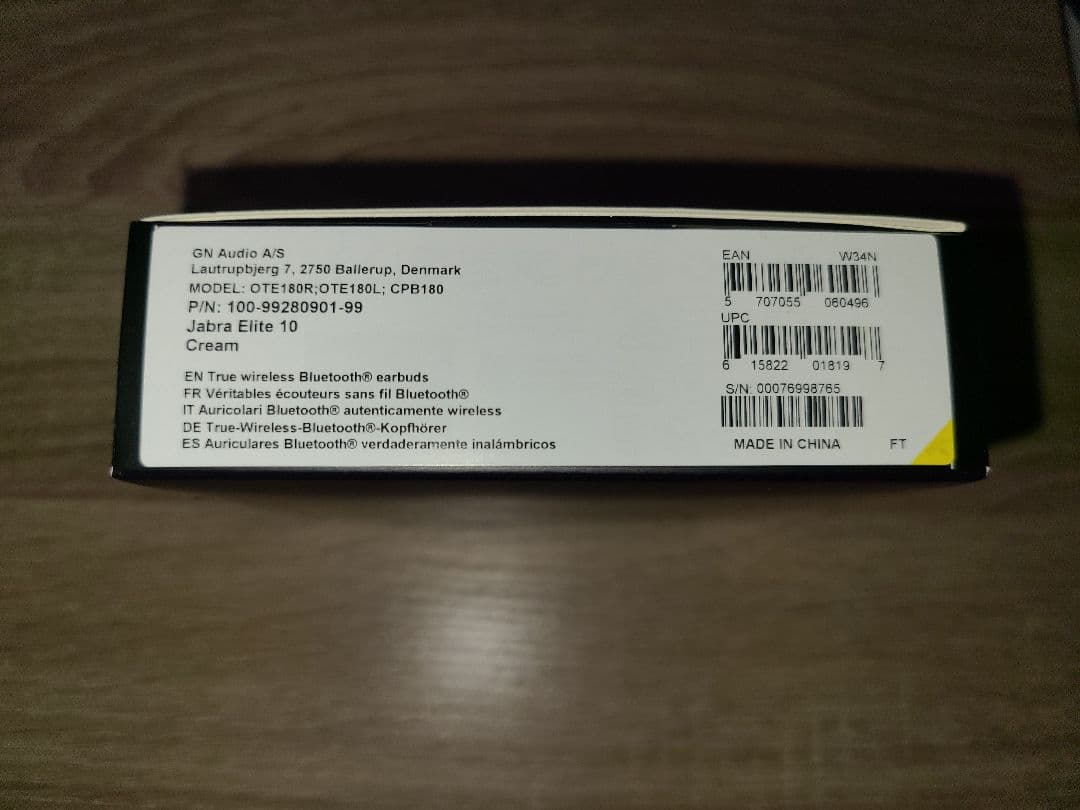 GN Audio A/S
Lautrupbjerg 7, 2750 Ballerup, Denmark
MODEL: OTE180R;OTE180L; CPB180
P/N: 100-99280901-99
Jabra Elite 10
Cream
EN True wireless Bluetooth® earbuds
FR Véritables écouteurs sans fil Bluetooth®
IT Auricolari Bluetooth® autenticamente wireless
DE True-Wireless-Bluetooth®-Kopfhörer
ES Auriculares Bluetooth® verdaderamente inalámbricos
EAN W34N
5 707055 060496
UPC
6 15822 01819 7
S/N: 00076998765
MADE IN CHINA FT